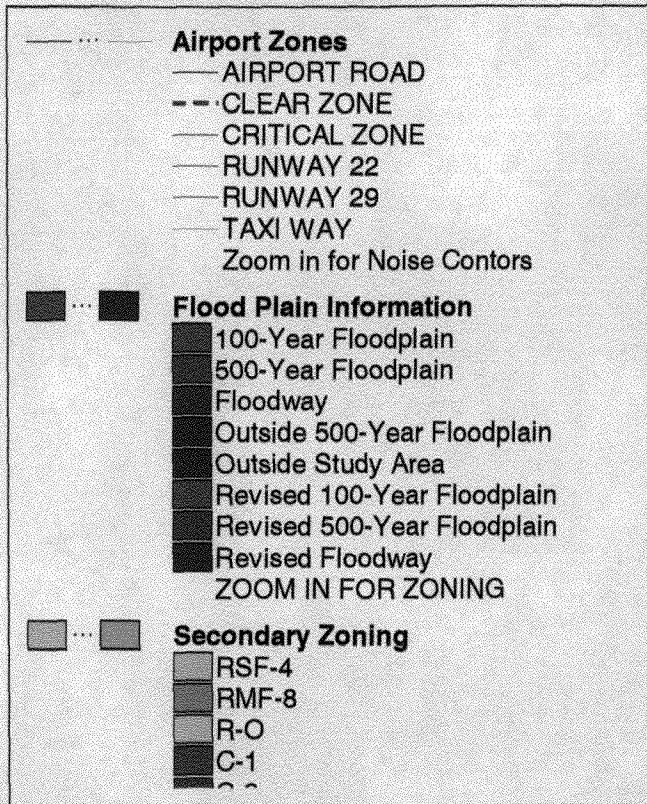 Airport Zones
AIRPORT ROAD
CLEAR ZONE
CRITICAL ZONE
RUNWAY 22
RUNWAY 29
TAXI WAY
Zoom in for Noise Contors
Flood Plain Information
100-Year Floodplain
500-Year Floodplain
Floodway
Outside 500-Year Floodplain
Outside Study Area
Revised 100-Year Floodplain
Revised 500-Year Floodplain
Revised Floodway
ZOOM IN FOR ZONING
Secondary Zoning
RSF-4
RMF-8
R-O
C-1